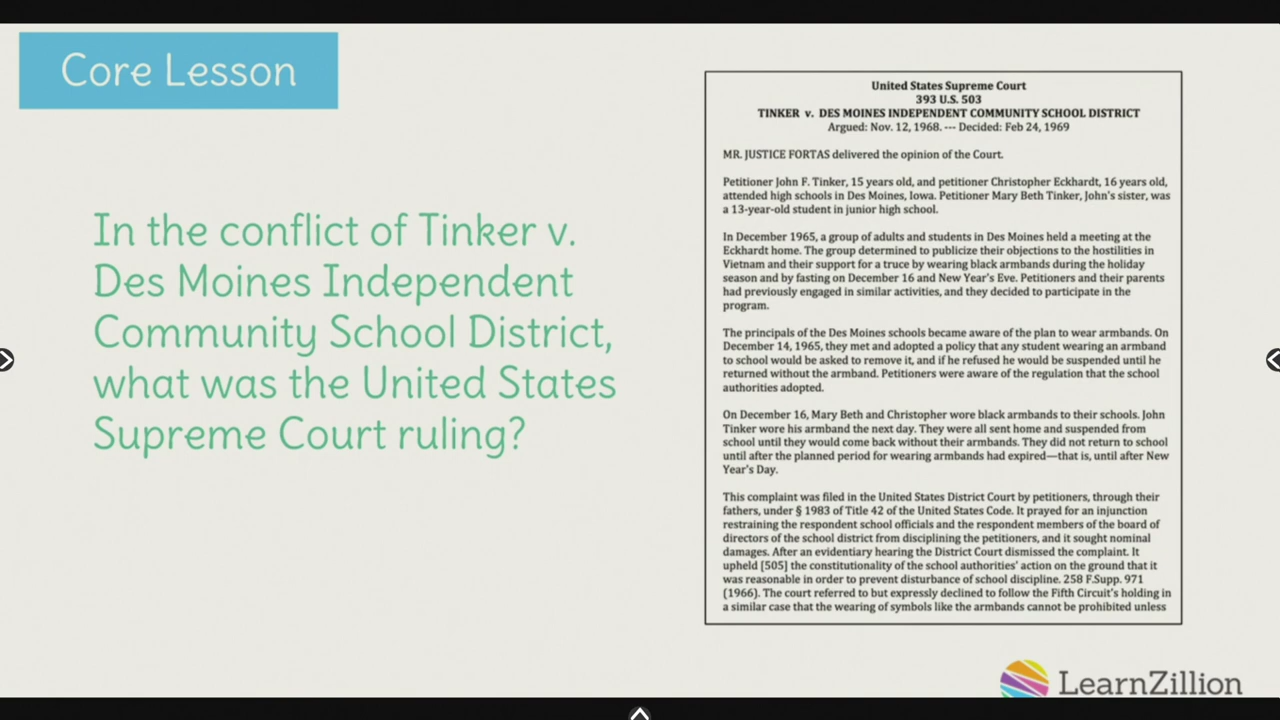 Core Lesson
In the conflict of Tinker v.
Des Moines Independent
Community School District,
what was the United States
Supreme Court ruling?
United States Supreme Court
393 U.S. 503
TINKER v. DES MOINES INDEPENDENT COMMUNITY SCHOOL DISTRICT
Argued: Nov. 12, 1968. --- Decided: Feb 24, 1969
MR. JUSTICE FORTAS delivered the opinion of the Court.
Petitioner John F. Tinker, 15 years old, and petitioner Christopher Eckhardt, 16 years old,
attended high schools in Des Moines, Iowa. Petitioner Mary Beth Tinker, John's sister, was
a 13-year-old student in junior high school.
In December 1965, a group of adults and students in Des Moines held a meeting at the
Eckhardt home. The group determined to publicize their objections to the hostilities in
Vietnam and their support for a truce by wearing black armbands during the holiday
season and by fasting on December 16 and New Year's Eve. Petitioners and their parents
had previously engaged in similar activities, and they decided to participate in the
program.
The principals of the Des Moines schools became aware of the plan to wear armbands. On
December 14, 1965, they met and adopted a policy that any student wearing an armband
to school would be asked to remove it, and if he refused he would be suspended until he
returned without the armband. Petitioners were aware of the regulation that the school
authorities adopted.
On December 16, Mary Beth and Christopher wore black armbands to their schools. John
Tinker wore his armband the next day. They were all sent home and suspended from
school until they would come back without their armbands. They did not return to school
until after the planned period for wearing armbands had expired—that is, until after New
Year's Day.
This complaint was filed in the United States District Court by petitioners, through their
fathers, under § 1983 of Title 42 of the United States Code. It prayed for an injunction
restraining the respondent school officials and the respondent members of the board of
directors of the school district from disciplining the petitioners, and it sought nominal
damages. After an evidentiary hearing the District Court dismissed the complaint. It
upheld [505] the constitutionality of the school authorities' action on the ground that it
was reasonable in order to prevent disturbance of school discipline. 258 F.Supp. 971
(1966). The court referred to but expressly declined to follow the Fifth Circuit's holding in
a similar case that the wearing of symbols like the armbands cannot be prohibited unless
LearnZillion